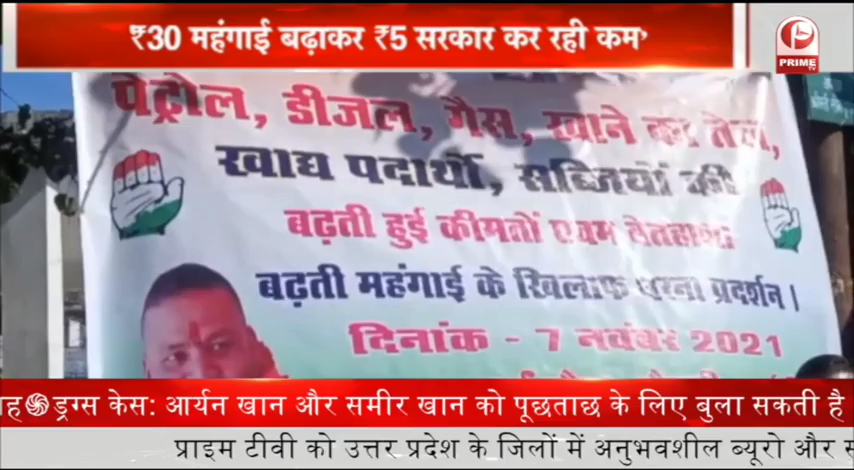 ₹30 महंगाई बढ़ाकर ₹5 सरकार कर रही कम
PRIME
TV
पेट्रोल, डीजल, गैस, खाने का तेल,
खाद्य पदार्थो, सब्जियों की
बढ़ती हुई कीमतों एवम बेतहाशा
बढ़ती महंगाई के खिलाफ धरना प्रदर्शन।
दिनांक - 7 नवंबर 2021
ड्रग्स केस: आर्यन खान और समीर खान को पूछताछ के लिए बुला सकती है
प्राइम टीवी को उत्तर प्रदेश के जिलों में अनुभवशील ब्यूरो और